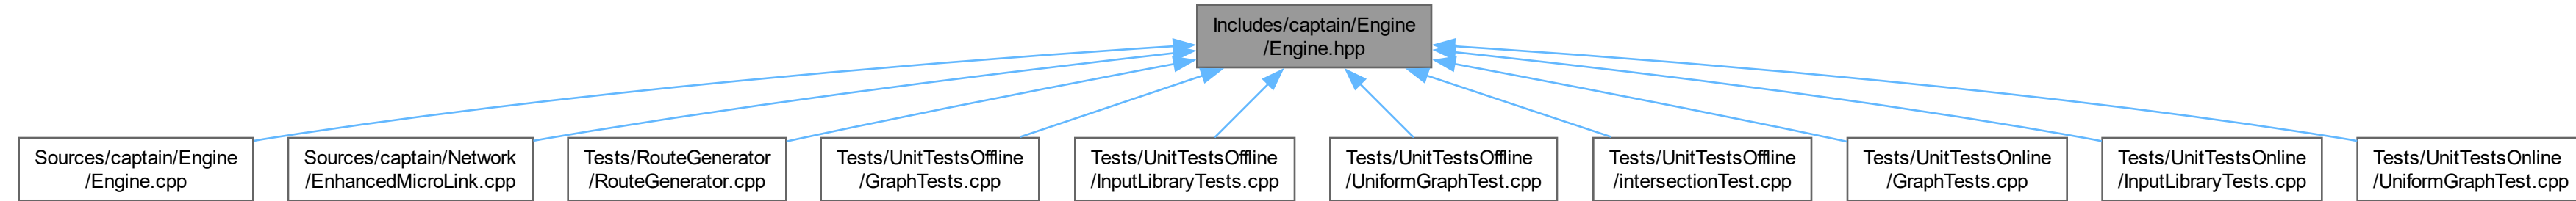 Includes/captain/Engine
/Engine.hpp
Sources/captain/Engine
/Engine.cpp
Sources/captain/Network
/EnhancedMicroLink.cpp
Tests/RouteGenerator
/RouteGenerator.cpp
Tests/UnitTestsOffline
/GraphTests.cpp
Tests/UnitTestsOffline
/InputLibraryTests.cpp
Tests/UnitTestsOffline
/UniformGraphTest.cpp
Tests/UnitTestsOffline
/intersectionTest.cpp
Tests/UnitTestsOnline
/GraphTests.cpp
Tests/UnitTestsOnline
/InputLibraryTests.cpp
Tests/UnitTestsOnline
/UniformGraphTest.cpp